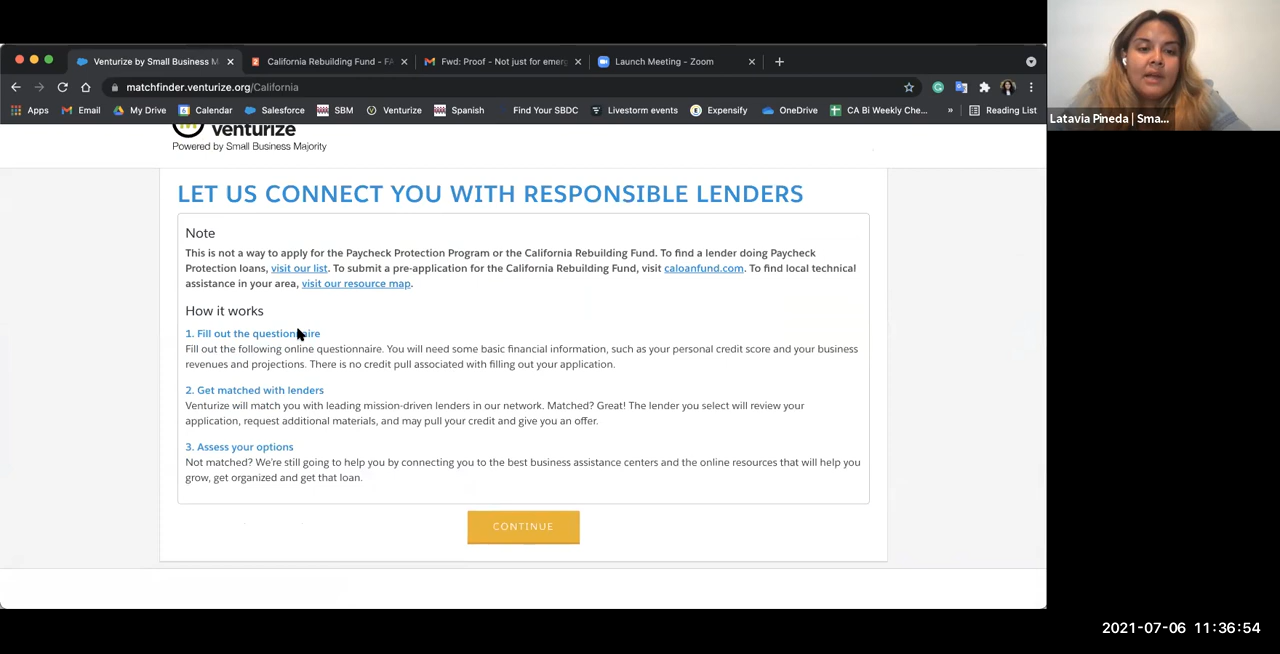 Venturize by Small Business M
California Rebuilding Fund - FA
Fwd: Proof - Not just for emerg
Launch Meeting - Zoom
matchfinder.venturize.org/California
Apps
Email
My Drive
Calendar
Salesforce
SBM
Venturize
Spanish
Find Your SBDC
Livestorm events
Expensify
OneDrive
CA Bi Weekly Che...
»
Reading List
Latavia Pineda | Sma...
venturize
Powered by Small Business Majority
LET US CONNECT YOU WITH RESPONSIBLE LENDERS
Note
This is not a way to apply for the Paycheck Protection Program or the California Rebuilding Fund. To find a lender doing Paycheck
Protection loans, visit our list. To submit a pre-application for the California Rebuilding Fund, visit caloanfund.com. To find local technical
assistance in your area, visit our resource map.
How it works
1. Fill out the questionnaire
Fill out the following online questionnaire. You will need some basic financial information, such as your personal credit score and your business
revenues and projections. There is no credit pull associated with filling out your application.
2. Get matched with lenders
Venturize will match you with leading mission-driven lenders in our network. Matched? Great! The lender you select will review your
application, request additional materials, and may pull your credit and give you an offer.
3. Assess your options
Not matched? We're still going to help you by connecting you to the best business assistance centers and the online resources that will help you
grow, get organized and get that loan.
CONTINUE
2021-07-06 11:36:54